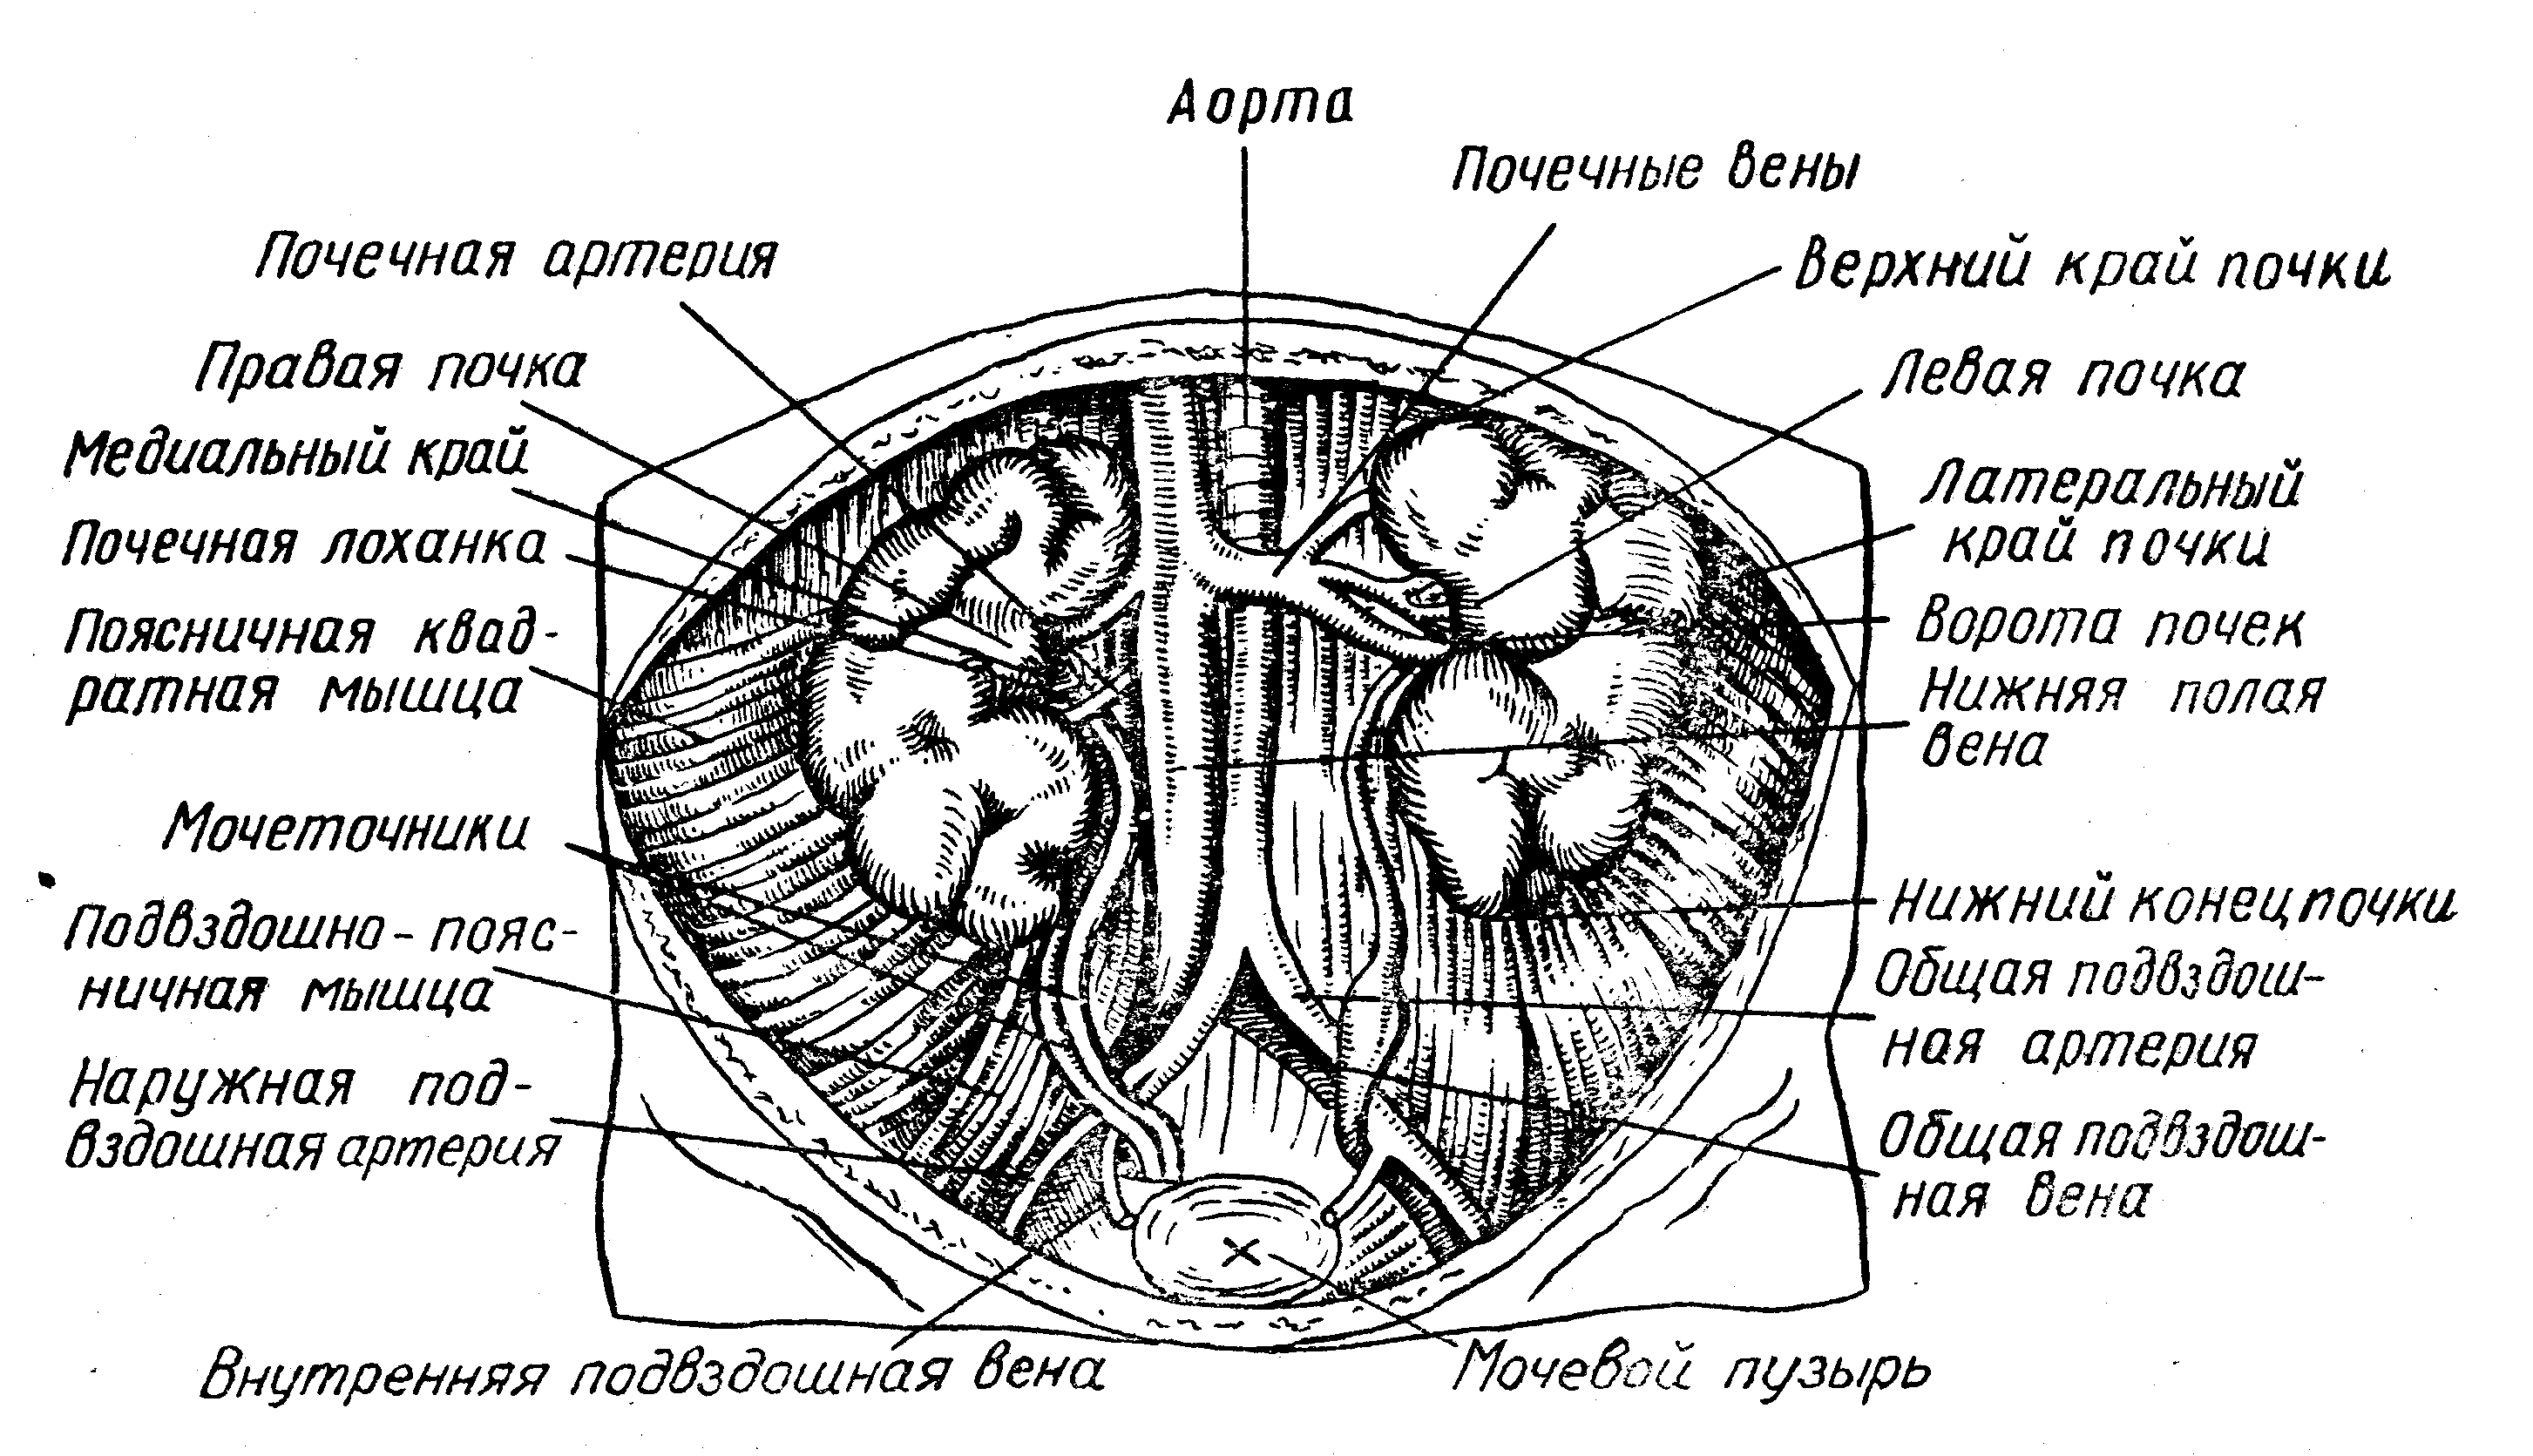 Аорта
Почечные вены
Почечная артерия
Верхний край почки
Правая почка
Левая почка
Медиальный край
Латеральный
край почки
Почечная лоханка
Ворота почек
Поясничная квад-
ратная мышца
Нижняя полая
вена
Мочеточники
Нижний конец почки
Подвздошно-пояс-
ничная мышца
Общая подвздош-
ная артерия
Наружная под-
вздошная артерия
Общая подвздош-
ная вена
Внутренняя подвздошная вена
Мочевой пузырь